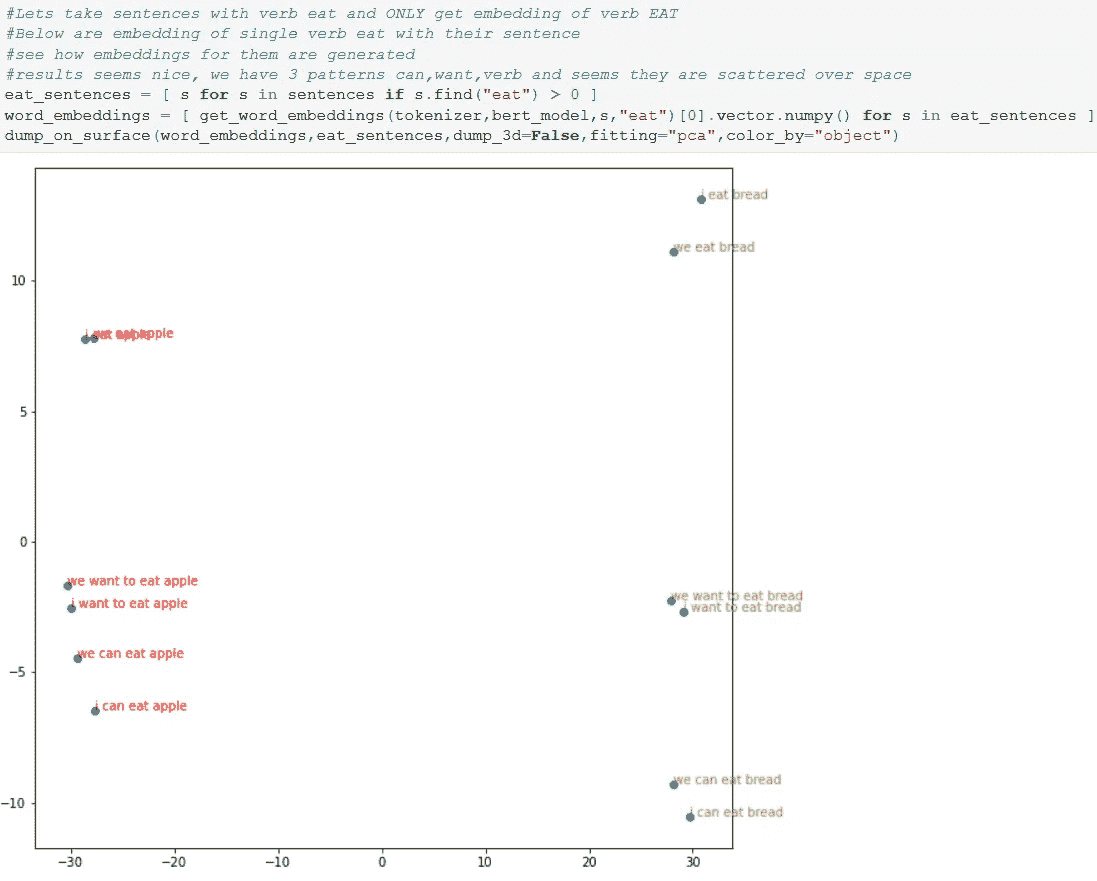 #Lets take sentences with verb eat and ONLY get embedding of verb EAT
#Below are embedding of single verb eat with their sentence
#see how embeddings for them are generated
#results seems nice, we have 3 patterns can,want,verb and seems they are scattered over space
eat_sentences = [ s for s in sentences if s.find("eat") > 0 ]
word_embeddings = [ get_word_embeddings(tokenizer,bert_model,s,"eat")[0].vector.numpy() for s in eat_sentences ]
dump_on_surface(word_embeddings,eat_sentences,dump_3d=False,fitting="pca",color_by="object")
i eat bread
we eat bread
10
we eat apple
5
0
we want to eat apple
i want to eat apple
we want to eat bread
i want to eat bread
we can eat apple
−5
i can eat apple
we can eat bread
−10
i can eat bread
−30 −20 −10 0 10 20 30